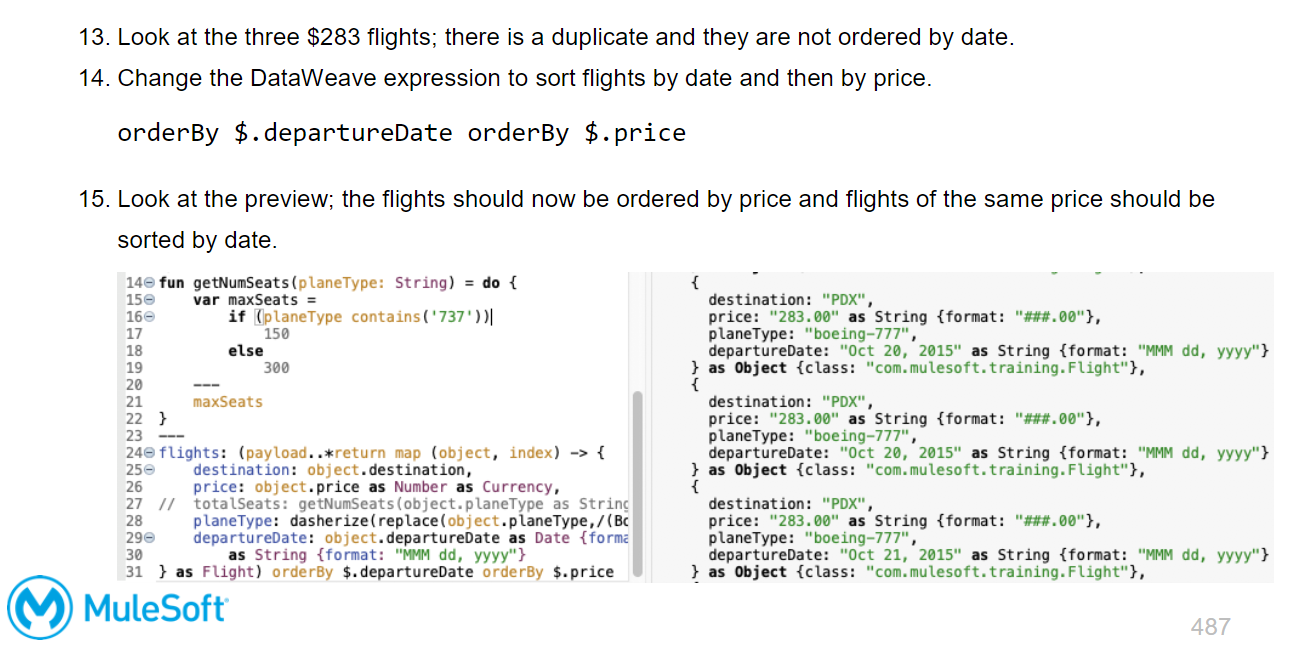 13. Look at the three $283 flights; there is a duplicate and they are not ordered by date.
14. Change the DataWeave expression to sort flights by date and then by price.
orderBy $.departureDate orderBy $.price
15. Look at the preview; the flights should now be ordered by price and flights of the same price should be
sorted by date.
14 fun getNumSeats(planeType: String) = do {
15 var maxSeats =
16 if (planeType contains('737'))
17 150
18 else
19 300
20 ---
21 maxSeats
22 }
23 ---
24 flights: (payload..*return map (object, index) -> {
25 destination: object.destination,
26 price: object.price as Number as Currency,
27 // totalSeats: getNumSeats(object.planeType as String
28 planeType: dasherize(replace(object.planeType,/(Bo
29 departureDate: object.departureDate as Date {forma
30 as String {format: "MMM dd, yyyy"}
31 } as Flight) orderBy $.departureDate orderBy $.price
{
destination: "PDX",
price: "283.00" as String {format: "###.00"},
planeType: "boeing-777",
departureDate: "Oct 20, 2015" as String {format: "MMM dd, yyyy"}
} as Object {class: "com.mulesoft.training.Flight"},
{
destination: "PDX",
price: "283.00" as String {format: "###.00"},
planeType: "boeing-777",
departureDate: "Oct 20, 2015" as String {format: "MMM dd, yyyy"}
} as Object {class: "com.mulesoft.training.Flight"},
{
destination: "PDX",
price: "283.00" as String {format: "###.00"},
planeType: "boeing-777",
departureDate: "Oct 21, 2015" as String {format: "MMM dd, yyyy"}
} as Object {class: "com.mulesoft.training.Flight"},
MuleSoft
487